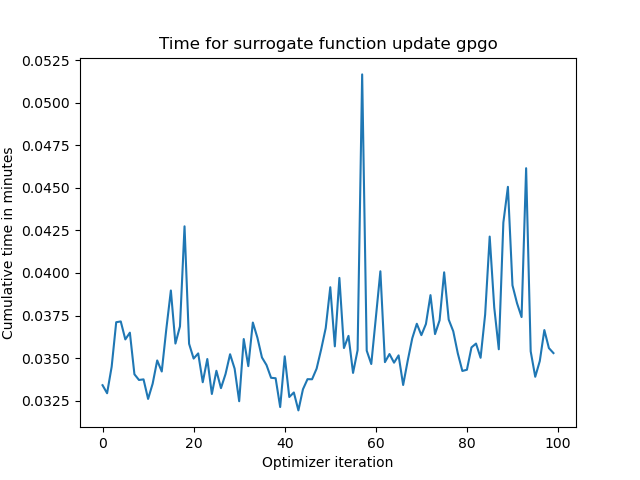 Time for surrogate function update gpgo
0.0525
0.0500
0.0475
0.0450
0.0425
0.0400
0.0375
0.0350
0.0325
Cumulative time in minutes
0 20 40 60 80 100
Optimizer iteration